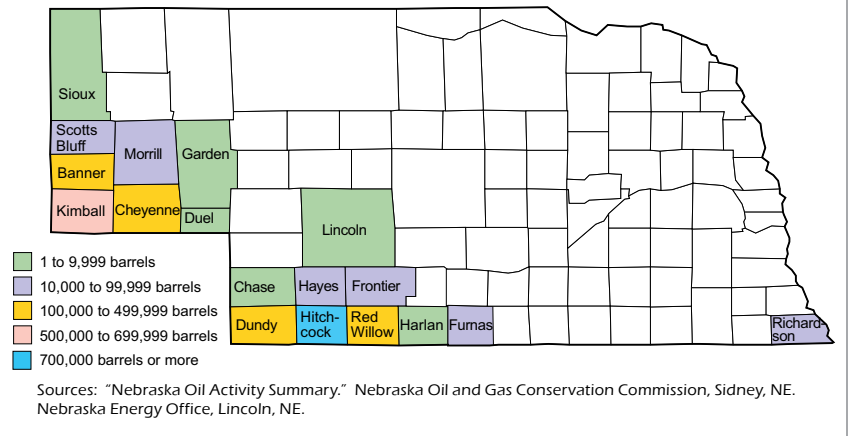 Sioux
Scotts
Bluff
Morrill
Garden
Banner
Kimball
Cheyenne
Duel
Lincoln
1 to 9,999 barrels
10,000 to 99,999 barrels
100,000 to 499,999 barrels
500,000 to 699,999 barrels
700,000 barrels or more
Chase
Hayes
Frontier
Dundy
Hitch-
cock
Red
Willow
Harlan
Furnas
Richard-
son
Sources: "Nebraska Oil Activity Summary." Nebraska Oil and Gas Conservation Commission, Sidney, NE.
Nebraska Energy Office, Lincoln, NE.